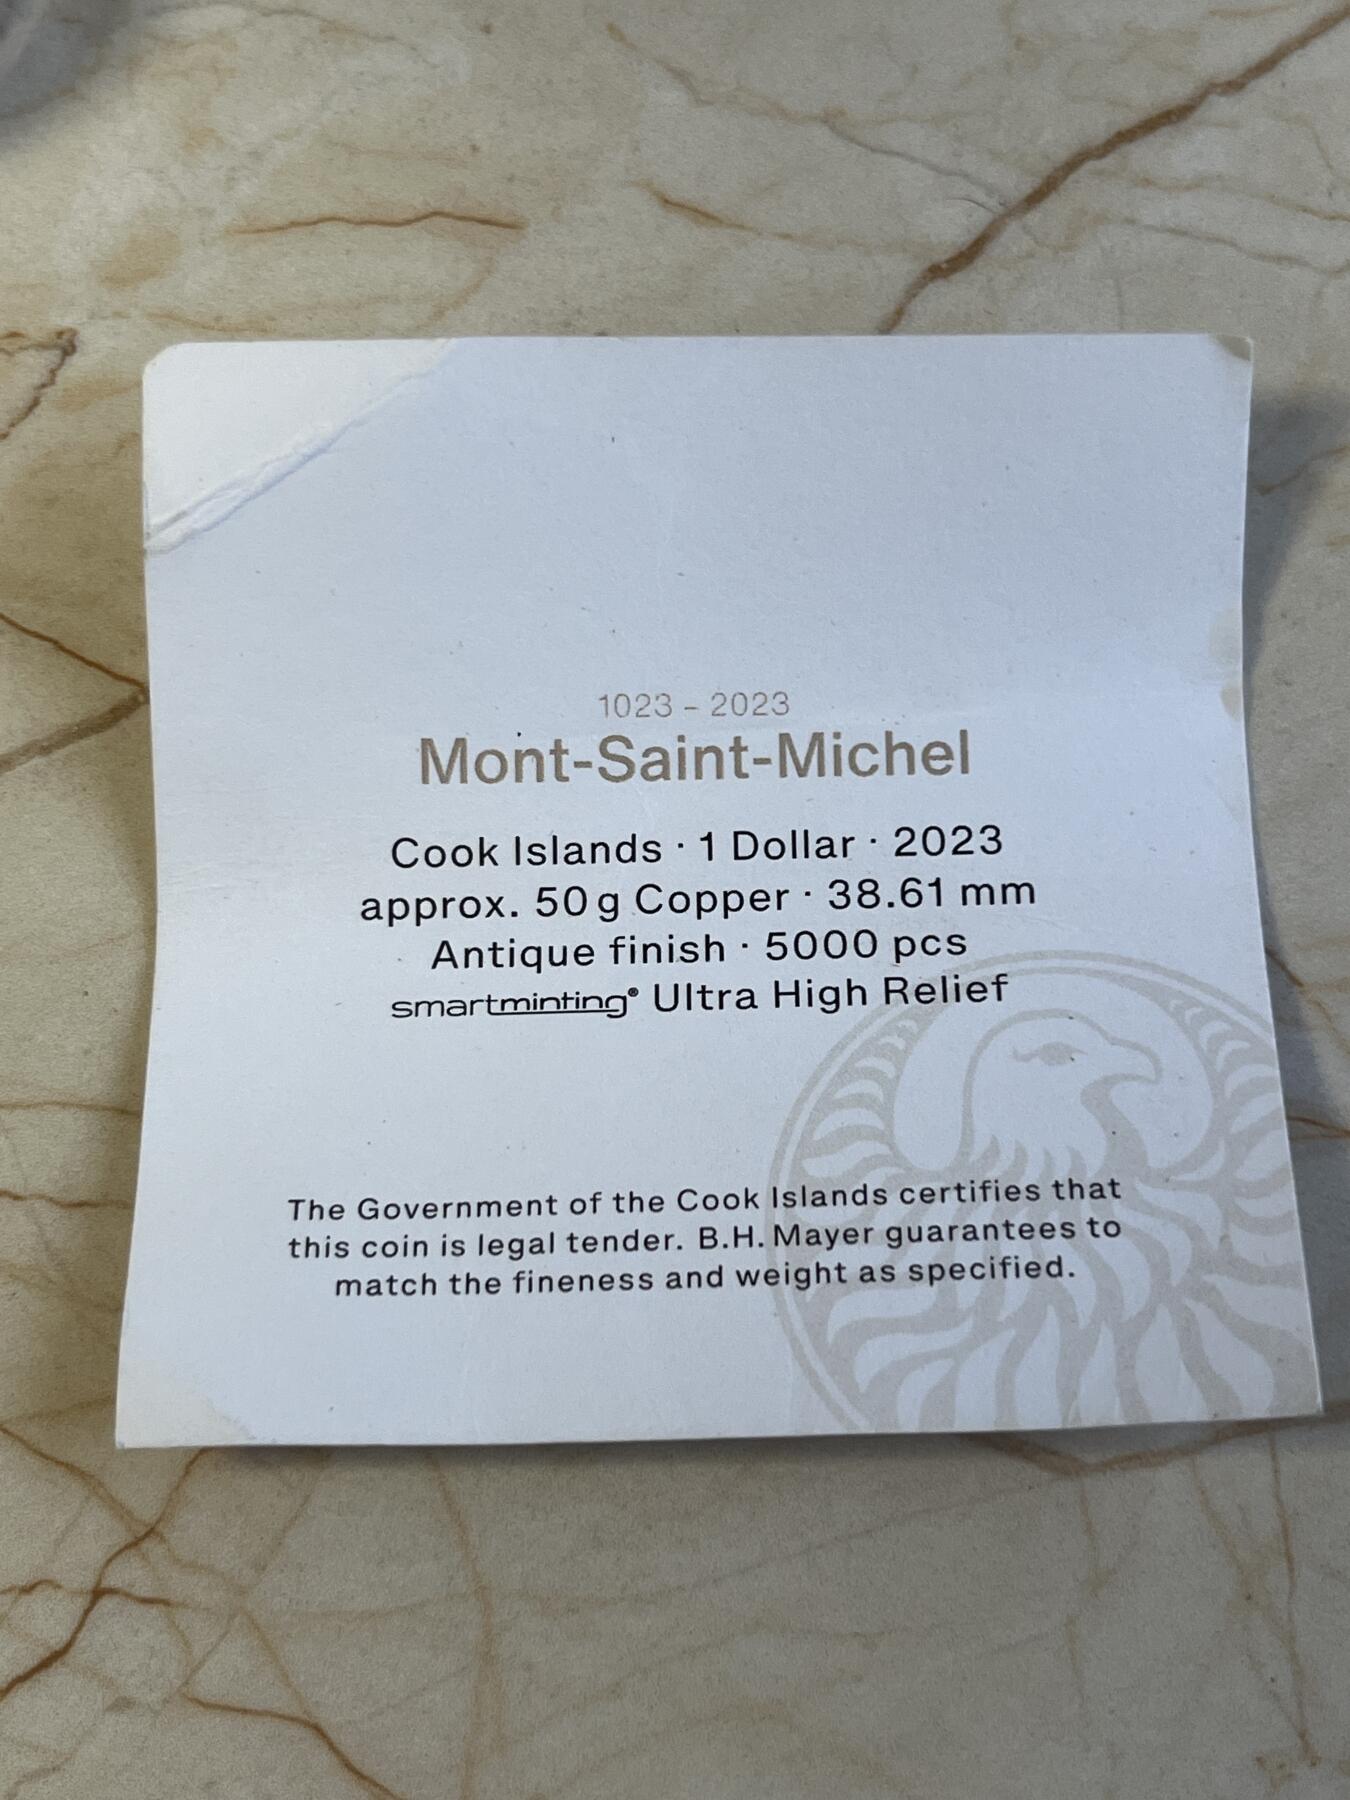 1023 – 2023
Mont-Saint-Michel
Cook Islands · 1 Dollar · 2023
approx. 50 g Copper · 38.61 mm
Antique finish · 5000 pcs
smartminting® Ultra High Relief
The Government of the Cook Islands certifies that
this coin is legal tender. B.H. Mayer guarantees to
match the fineness and weight as specified.